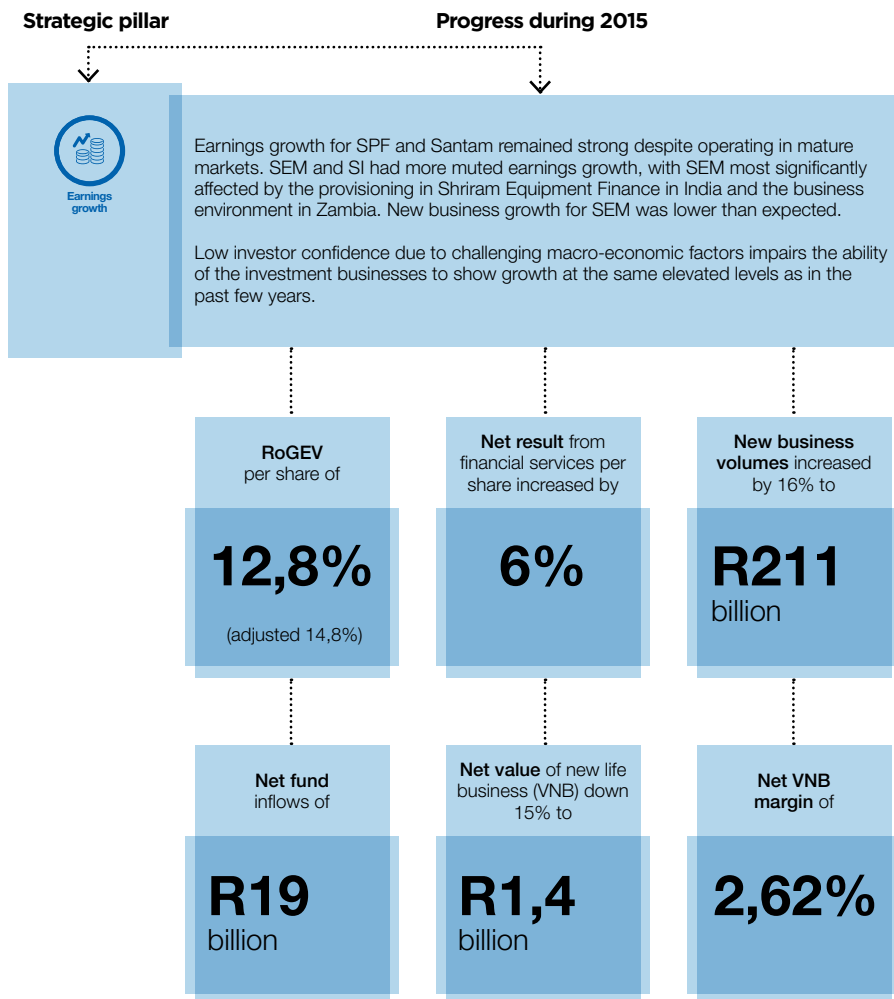 Strategic pillar
Progress during 2015
Earnings
growth
Earnings growth for SPF and Santam remained strong despite operating in mature
markets. SEM and SI had more muted earnings growth, with SEM most significantly
affected by the provisioning in Shriram Equipment Finance in India and the business
environment in Zambia. New business growth for SEM was lower than expected.
Low investor confidence due to challenging macro-economic factors impairs the ability
of the investment businesses to show growth at the same elevated levels as in the
past few years.
RoGEV
per share of
12,8%
(adjusted 14,8%)
Net result from
financial services per
share increased by
6%
New business
volumes increased
by 16% to
R211
billion
Net fund
inflows of
R19
billion
Net value of new life
business (VNB) down
15% to
R1,4
billion
Net VNB
margin of
2,62%